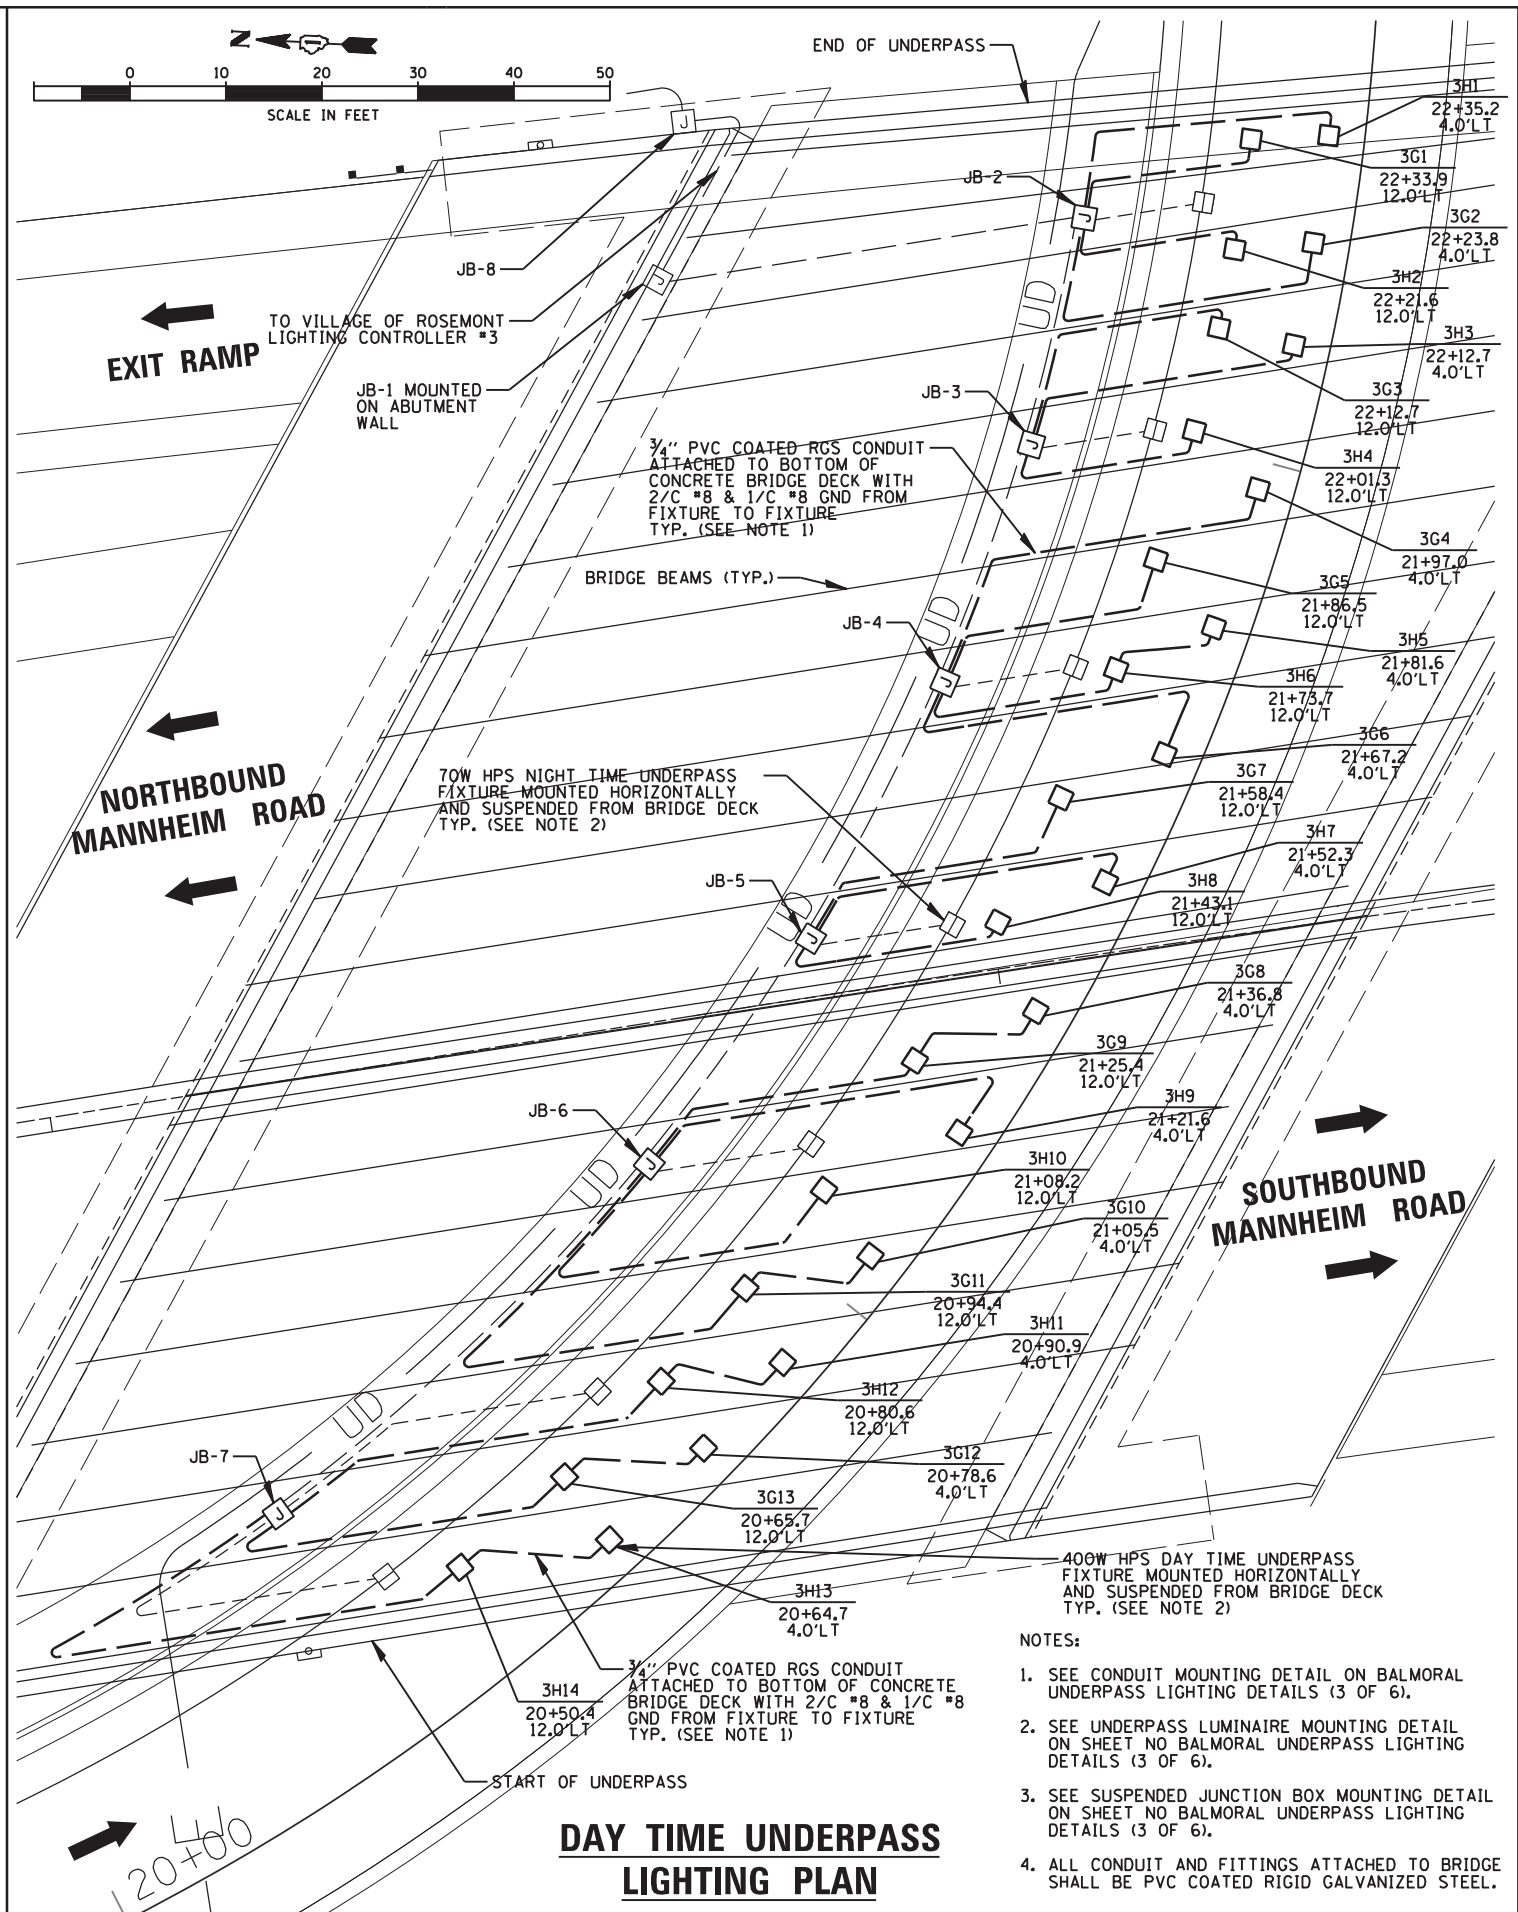 N
0 10 20 30 40 50
SCALE IN FEET
END OF UNDERPASS
J
JB-8
TO VILLAGE OF ROSEMONT
LIGHTING CONTROLLER #3
J
JB-1 MOUNTED
ON ABUTMENT
WALL
EXIT RAMP
3H1
22+35.2
4.0'LT
3G1
22+33.9
12.0'LT
JB-2
J
3G2
22+23.8
4.0'LT
3H2
22+21.6
12.0'LT
UD
3H3
22+12.7
4.0'LT
3G3
22+12.7
12.0'LT
JB-3
J
3H4
22+01.3
12.0'LT
3/4" PVC COATED RGS CONDUIT
ATTACHED TO BOTTOM OF
CONCRETE BRIDGE DECK WITH
2/C #8 & 1/C #8 GND FROM
FIXTURE TO FIXTURE
TYP. (SEE NOTE 1)
3G4
21+97.0
4.0'LT
BRIDGE BEAMS (TYP.)
3G5
21+86.5
12.0'LT
UD
JB-4
J
3H5
21+81.6
4.0'LT
3H6
21+73.7
12.0'LT
3G6
21+67.2
4.0'LT
NORTHBOUND
MANNHEIM ROAD
70W HPS NIGHT TIME UNDERPASS
FIXTURE MOUNTED HORIZONTALLY
AND SUSPENDED FROM BRIDGE DECK
TYP. (SEE NOTE 2)
3G7
21+58.4
12.0'LT
3H7
21+52.3
4.0'LT
JB-5
UD
J
3H8
21+43.1
12.0'LT
3G8
21+36.8
4.0'LT
3G9
21+25.4
12.0'LT
3H9
21+21.6
4.0'LT
JB-6
J
UD
3H10
21+08.2
12.0'LT
SOUTHBOUND
MANNHEIM ROAD
3G10
21+05.5
4.0'LT
3G11
20+94.4
12.0'LT
3H11
20+90.9
4.0'LT
3H12
20+80.6
12.0'LT
UD
JB-7
J
3G12
20+78.6
4.0'LT
3G13
20+65.7
12.0'LT
400W HPS DAY TIME UNDERPASS
FIXTURE MOUNTED HORIZONTALLY
AND SUSPENDED FROM BRIDGE DECK
TYP. (SEE NOTE 2)
3H13
20+64.7
4.0'LT
3H14
20+50.4
12.0'LT
3/4" PVC COATED RGS CONDUIT
ATTACHED TO BOTTOM OF CONCRETE
BRIDGE DECK WITH 2/C #8 & 1/C #8
GND FROM FIXTURE TO FIXTURE
TYP. (SEE NOTE 1)
START OF UNDERPASS
20+00
NOTES:
1. SEE CONDUIT MOUNTING DETAIL ON BALMORAL
UNDERPASS LIGHTING DETAILS (3 OF 6).
2. SEE UNDERPASS LUMINAIRE MOUNTING DETAIL
ON SHEET NO BALMORAL UNDERPASS LIGHTING
DETAILS (3 OF 6).
3. SEE SUSPENDED JUNCTION BOX MOUNTING DETAIL
ON SHEET NO BALMORAL UNDERPASS LIGHTING
DETAILS (3 OF 6).
4. ALL CONDUIT AND FITTINGS ATTACHED TO BRIDGE
SHALL BE PVC COATED RIGID GALVANIZED STEEL.
DAY TIME UNDERPASS
LIGHTING PLAN